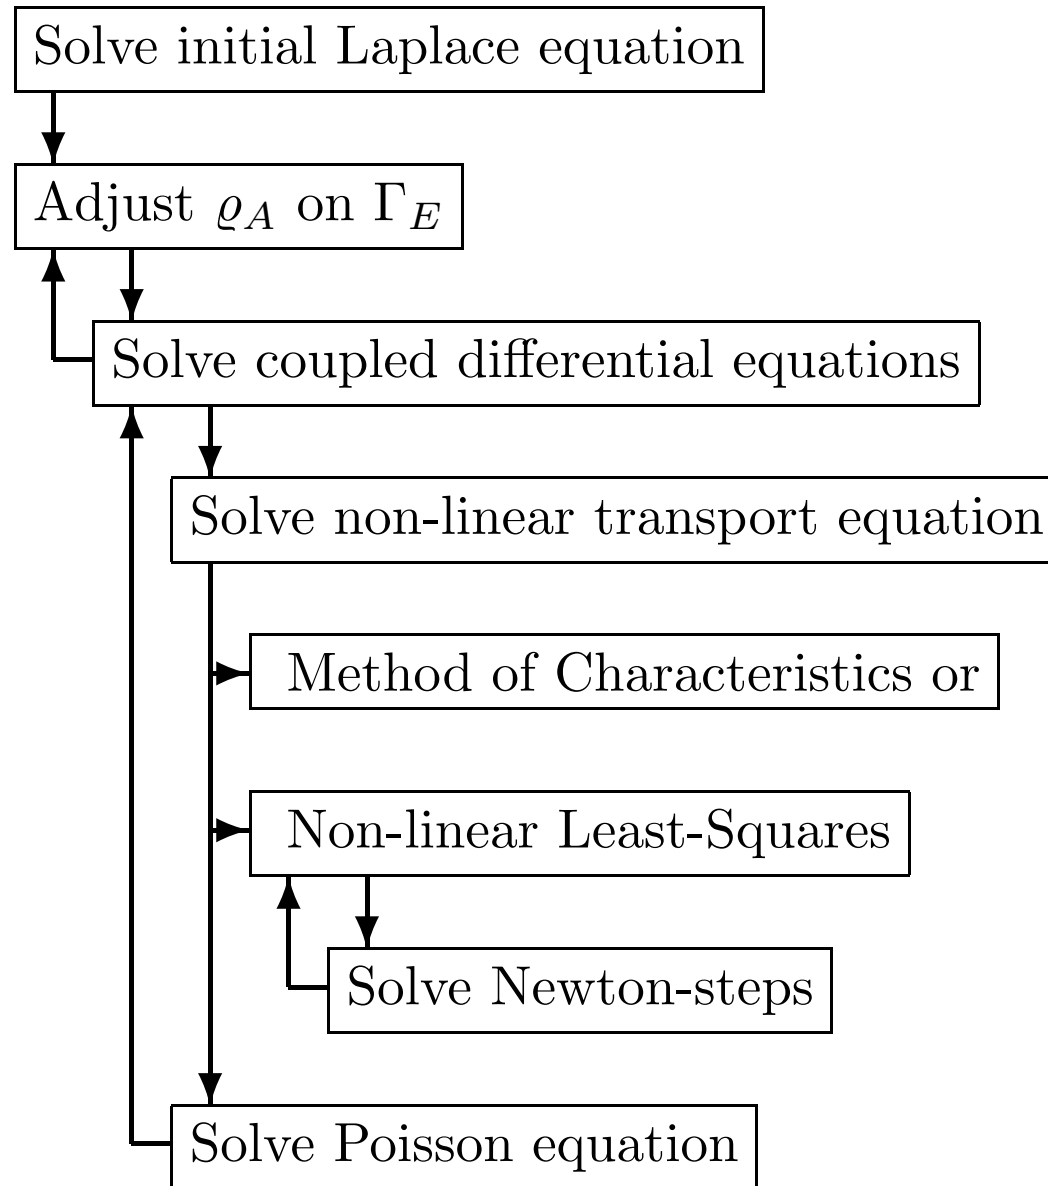 Solve initial Laplace equation
Adjust ϱ_A on Γ_E
Solve coupled differential equations
Solve non-linear transport equation
Method of Characteristics or
Non-linear Least-Squares
Solve Newton-steps
Solve Poisson equation